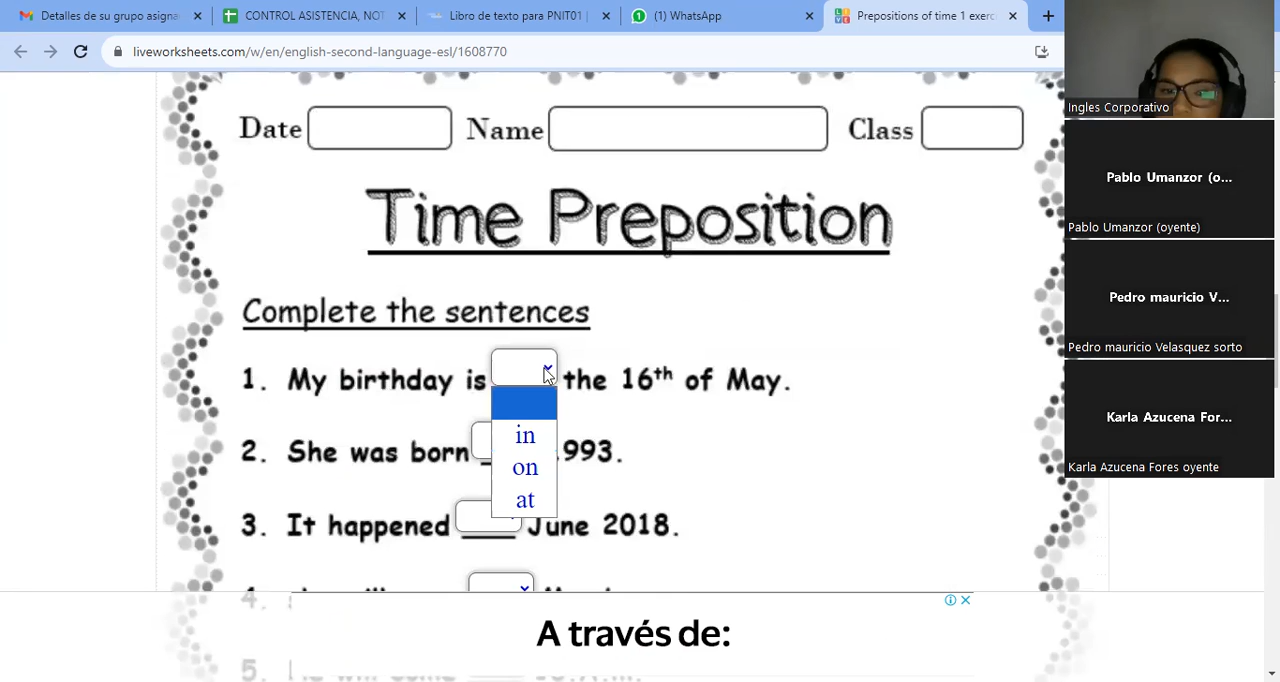 Detalles de su grupo asigna
CONTROL ASISTENCIA, NOT
Libro de texto para PNIT01 (
(1) WhatsApp
Prepositions of time 1 exerc
liveworksheets.com/w/en/english-second-language-esl/1608770
Date
Name
Class
Time Preposition
Complete the sentences
1. My birthday is the 16th of May.
in
on
at
2. She was born 993.
3. It happened June 2018.
A través de:
Ingles Corporativo
Pablo Umanzor (o...
Pablo Umanzor (oyente)
Pedro mauricio V...
Pedro mauricio Velasquez sorto
Karla Azucena For...
Karla Azucena Fores oyente